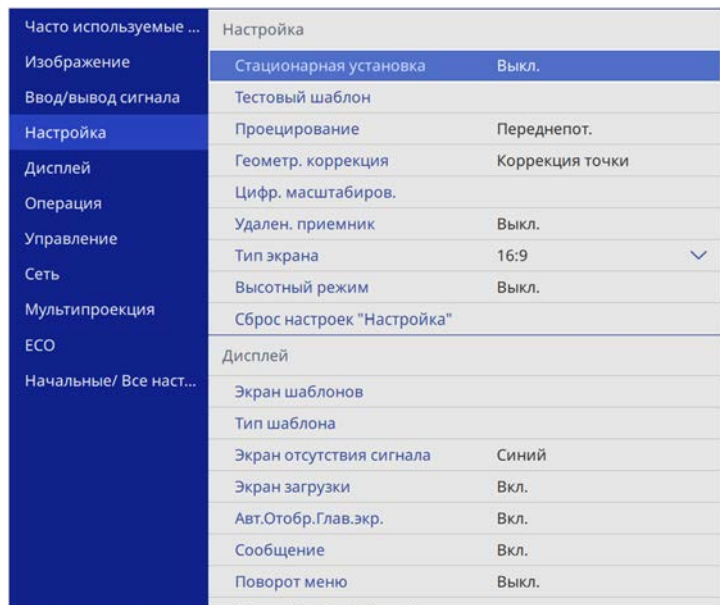 Часто используемые ...
Изображение
Ввод/вывод сигнала
Настройка
Дисплей
Операция
Управление
Сеть
Мультипроекция
ECO
Начальные/ Все наст...
Настройка
Стационарная установка Выкл.
Тестовый шаблон
Проецирование Переднепот.
Геометр. коррекция Коррекция точки
Цифр. масштабиров.
Удален. приемник Выкл.
Тип экрана 16:9
Высотный режим Выкл.
Сброс настроек "Настройка"
Дисплей
Экран шаблонов
Тип шаблона
Экран отсутствия сигнала Синий
Экран загрузки Вкл.
Авт.Отобр.Глав.экр. Вкл.
Сообщение Вкл.
Поворот меню Выкл.